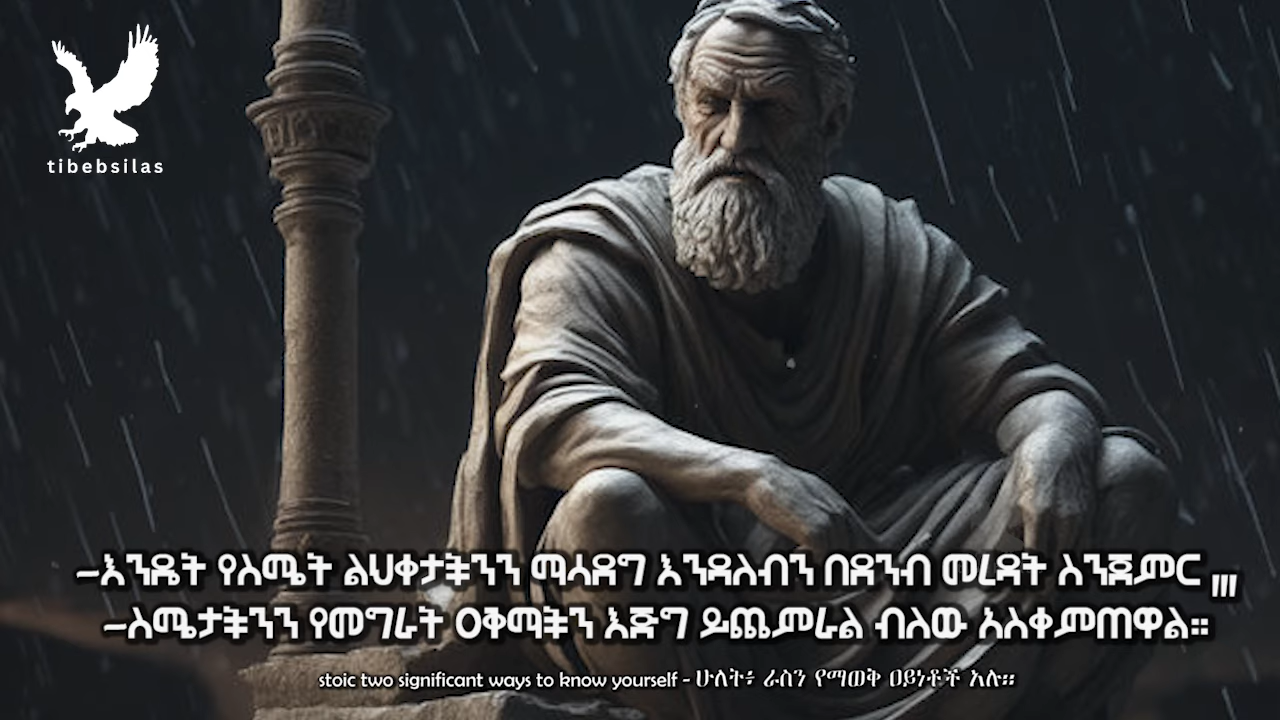 tibebsilas
–እንዴት የስሜት ልህቀታችንን ማሳደግ እንዳለብን በደንብ መረዳት ስንጀምር ,,,
–ስሜታችንን የመግራት ዐቅማችን እጅግ ይጨምራል ብለው አስቀምጠዋል።
stoic two significant ways to know yourself - ሁለት፥ ራስን የማወቅ ዐይነቶች አሉ።